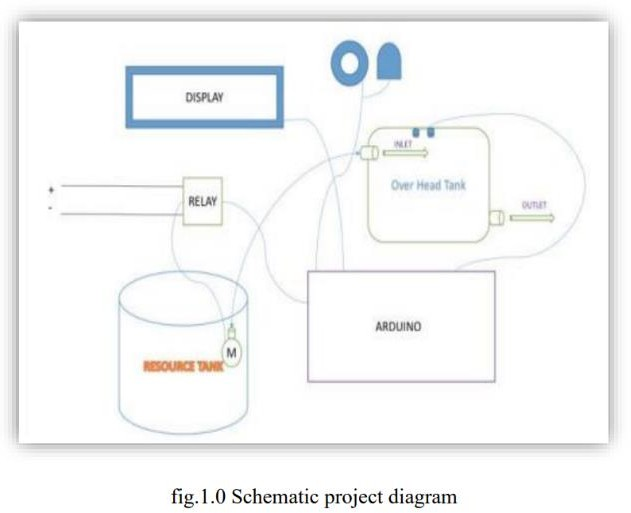 DISPLAY
INLET
Over Head Tank
OUTLET
+
-
RELAY
ARDUINO
M
RESOURCE TANK
fig.1.0 Schematic project diagram